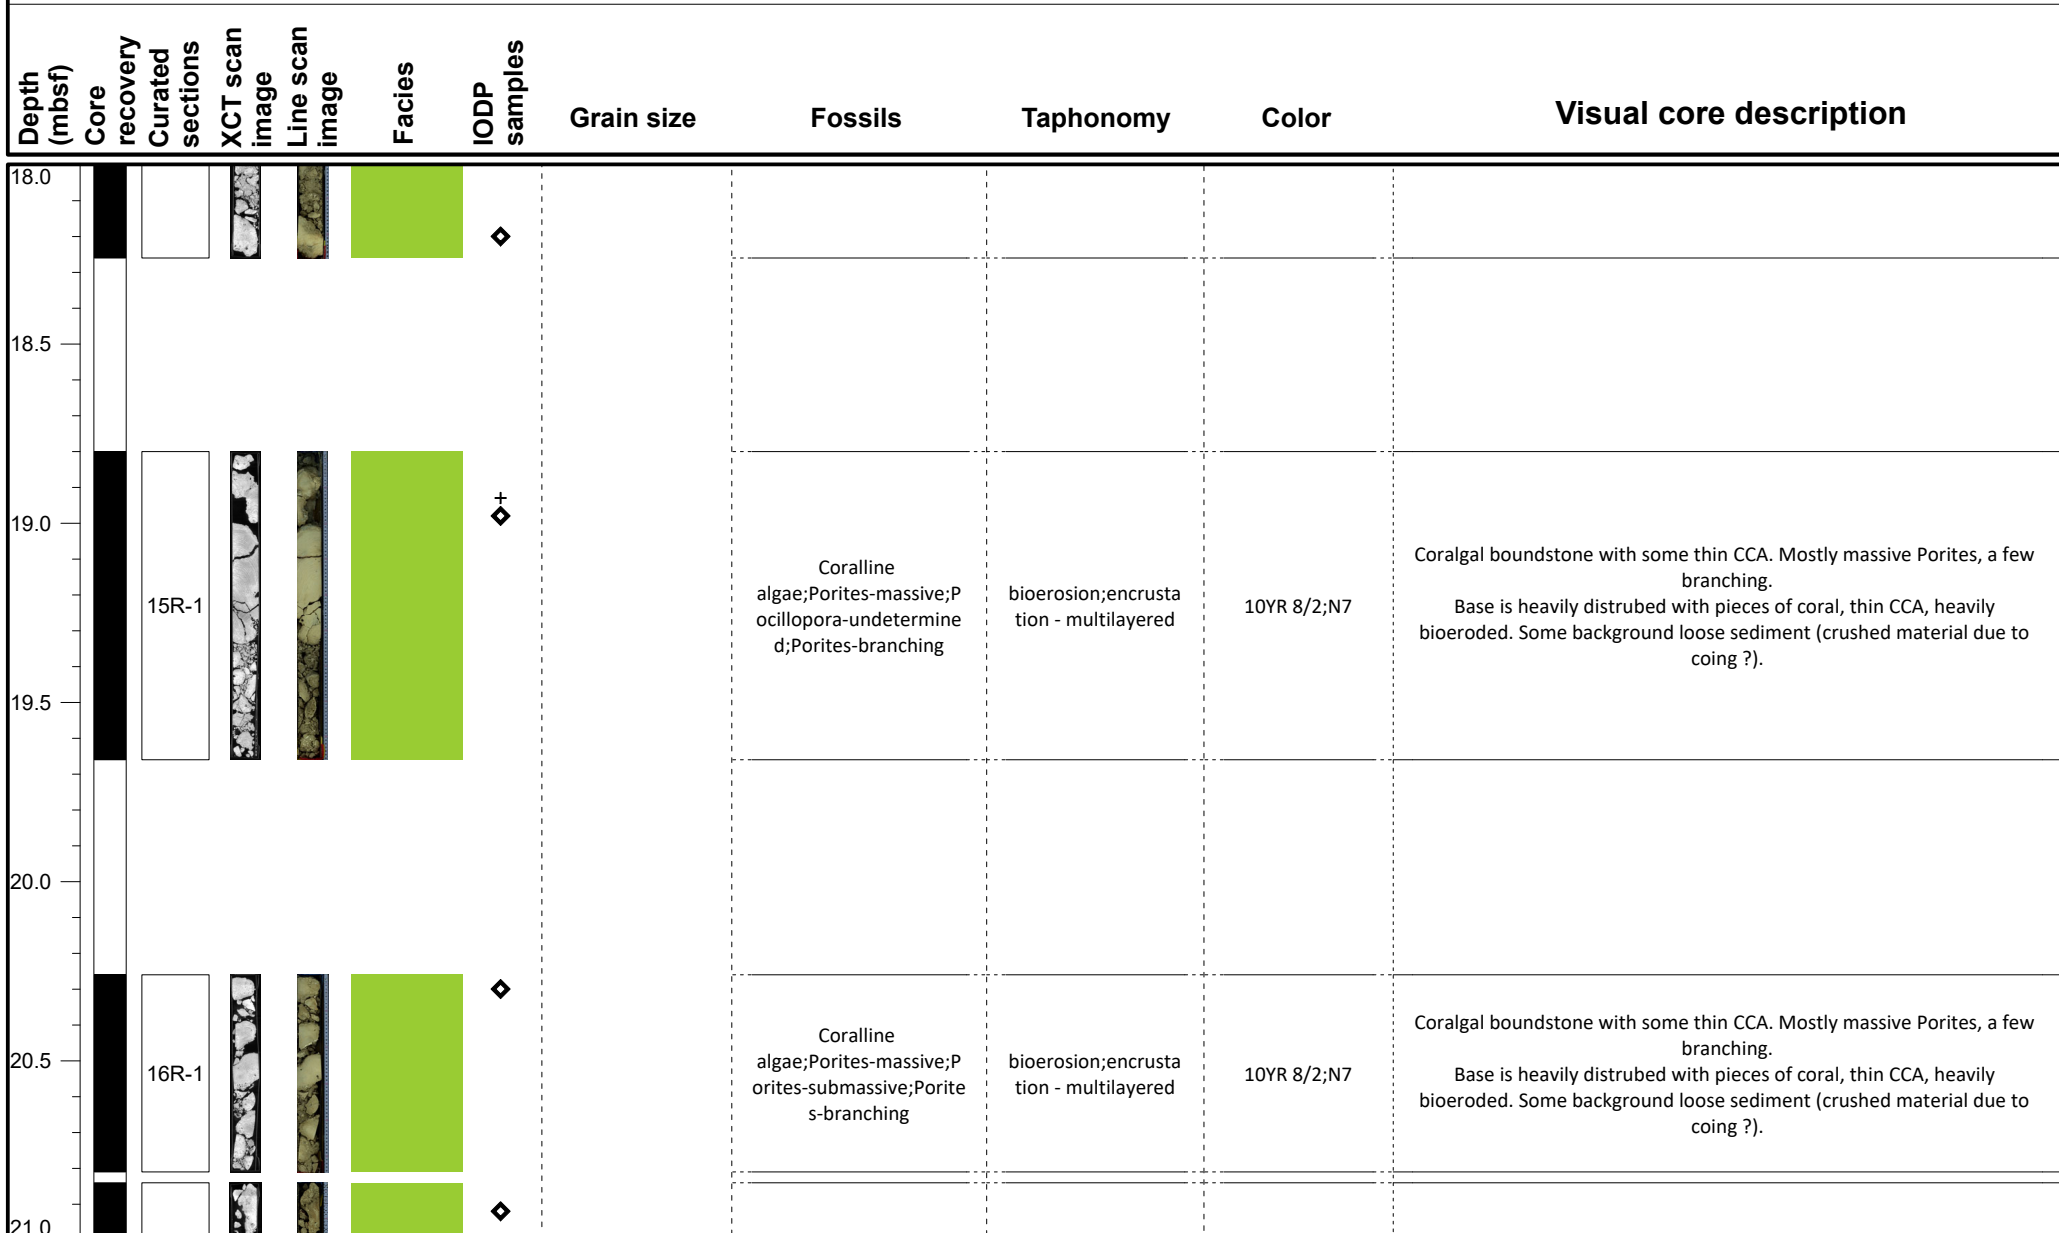 Depth
(mbsf)
Core
recovery
Curated
sections
XCT scan
image
Line scan
image
Facies
IODP
samples
Grain size
Fossils
Taphonomy
Color
Visual core description
18.0
18.5
19.0
+
15R-1
Coralline
algae;Porites-massive;P
ocillopora-undetermine
d;Porites-branching
bioerosion;encrusta
tion - multilayered
10YR 8/2;N7
Coralgal boundstone with some thin CCA. Mostly massive Porites, a few
branching.
Base is heavily distrubed with pieces of coral, thin CCA, heavily
bioeroded. Some background loose sediment (crushed material due to
coing ?).
19.5
20.0
20.5
16R-1
Coralline
algae;Porites-massive;P
orites-submassive;Porite
s-branching
bioerosion;encrusta
tion - multilayered
10YR 8/2;N7
Coralgal boundstone with some thin CCA. Mostly massive Porites, a few
branching.
Base is heavily distrubed with pieces of coral, thin CCA, heavily
bioeroded. Some background loose sediment (crushed material due to
coing ?).
21.0